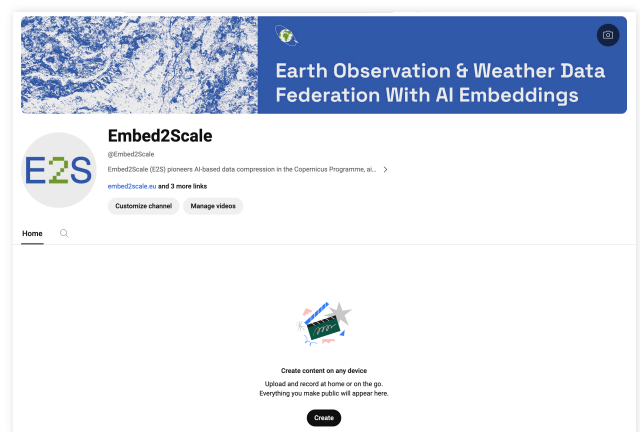 Earth Observation & Weather Data
Federation With AI Embeddings
E2S
Embed2Scale
@Embed2Scale
Embed2Scale (E2S) pioneers AI-based data compression in the Copernicus Programme, ai...
embed2scale.eu and 3 more links
Customize channel Manage videos
Home
Create content on any device
Upload and record at home or on the go.
Everything you make public will appear here.
Create